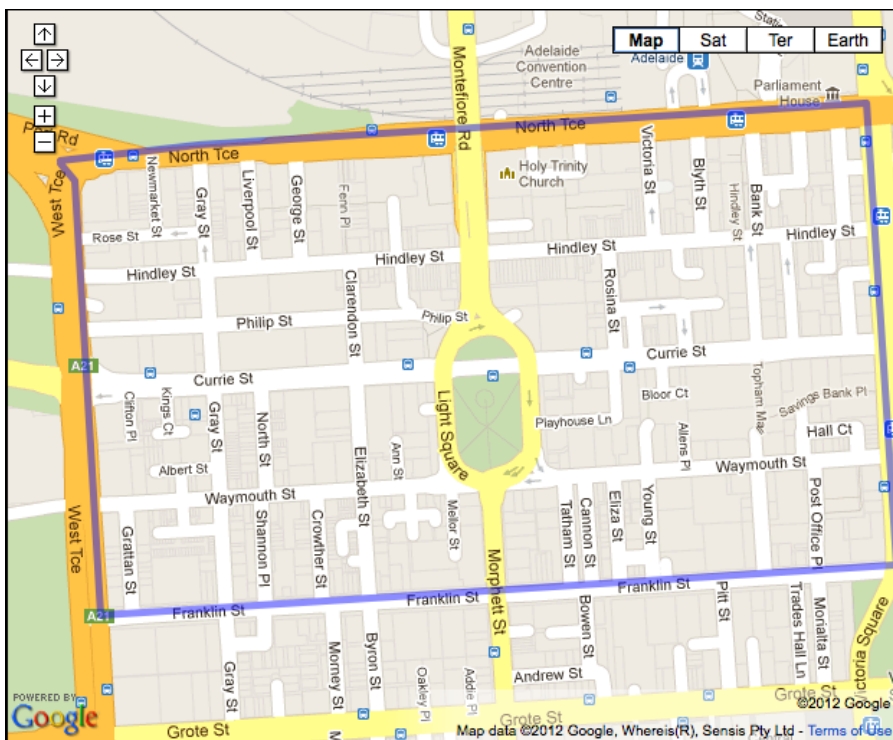 Map
Sat
Ter
Earth
Adelaide
Convention
Centre
Adelaide
Parliament
House
Montefiore Rd
Port Rd
North Tce
North Tce
West Tce
Newmarket St
Gray St
Liverpool St
George St
Fenn Pl
Holy Trinity
Church
Victoria St
Blyth St
Hindley St
Bank St
Rose St
Hindley St
Hindley St
Hindley St
Hindley St
Clarendon St
Rosina St
Philip St
Philip St
A21
Currie St
Currie St
Clifton Pl
Kings Ct
Gray St
North St
Light Square
Playhouse Ln
Bloor Ct
Allens Pl
Savings Bank Pl
Hall Ct
Albert St
Elizabeth St
Ann St
Waymouth St
Waymouth St
West Tce
Grattan St
Shannon Pl
Crowther St
Mellor St
Morphett St
Tatham St
Cannon St
Eliza St
Young St
Post Office Pl
A21
Franklin St
Franklin St
Franklin St
Gray St
Morney St
Byron St
Oakley Pl
Addie Pl
Andrew St
Bowen St
Pitt St
Trades Hall Ln
Morialta St
Victoria Square
Grote St
Grote St
Grote St
POWERED BY
Google
©2012 Google
Map data ©2012 Google, Whereis(R), Sensis Pty Ltd - Terms of Use